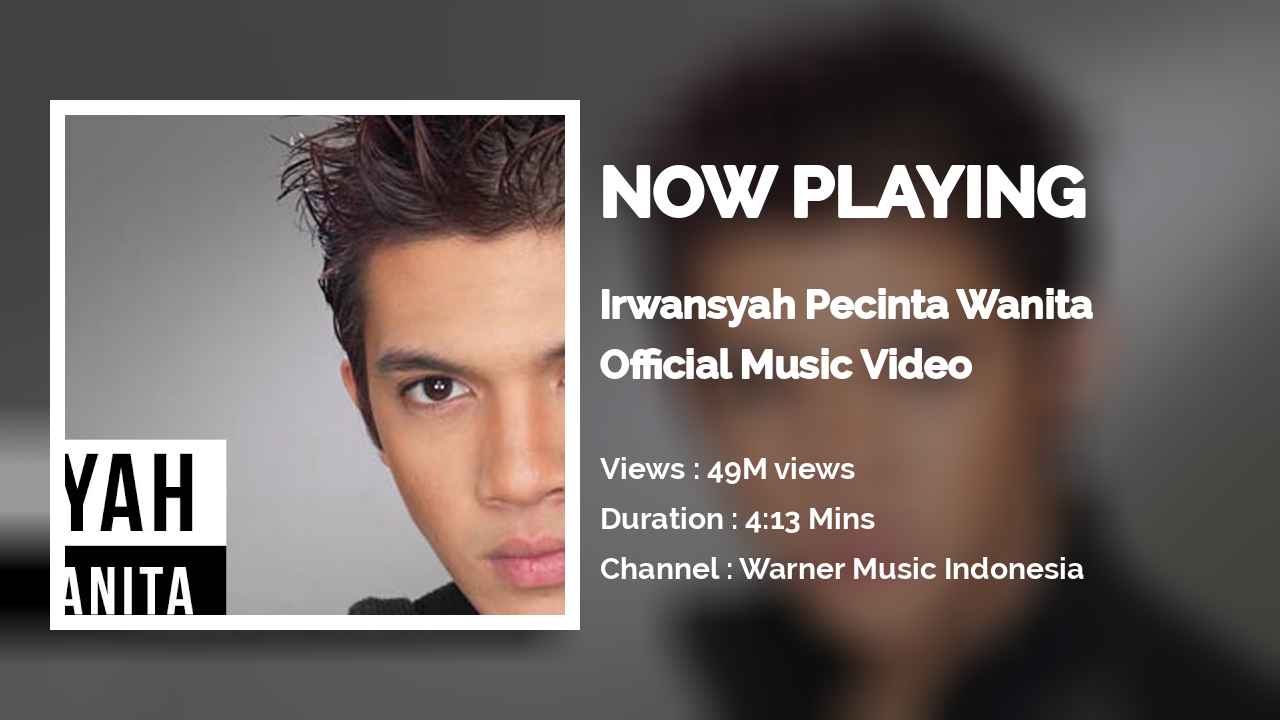 NOW PLAYING
Irwansyah Pecinta Wanita
Official Music Video
Views : 49M views
Duration : 4:13 Mins
Channel : Warner Music Indonesia
YAH
ANITA